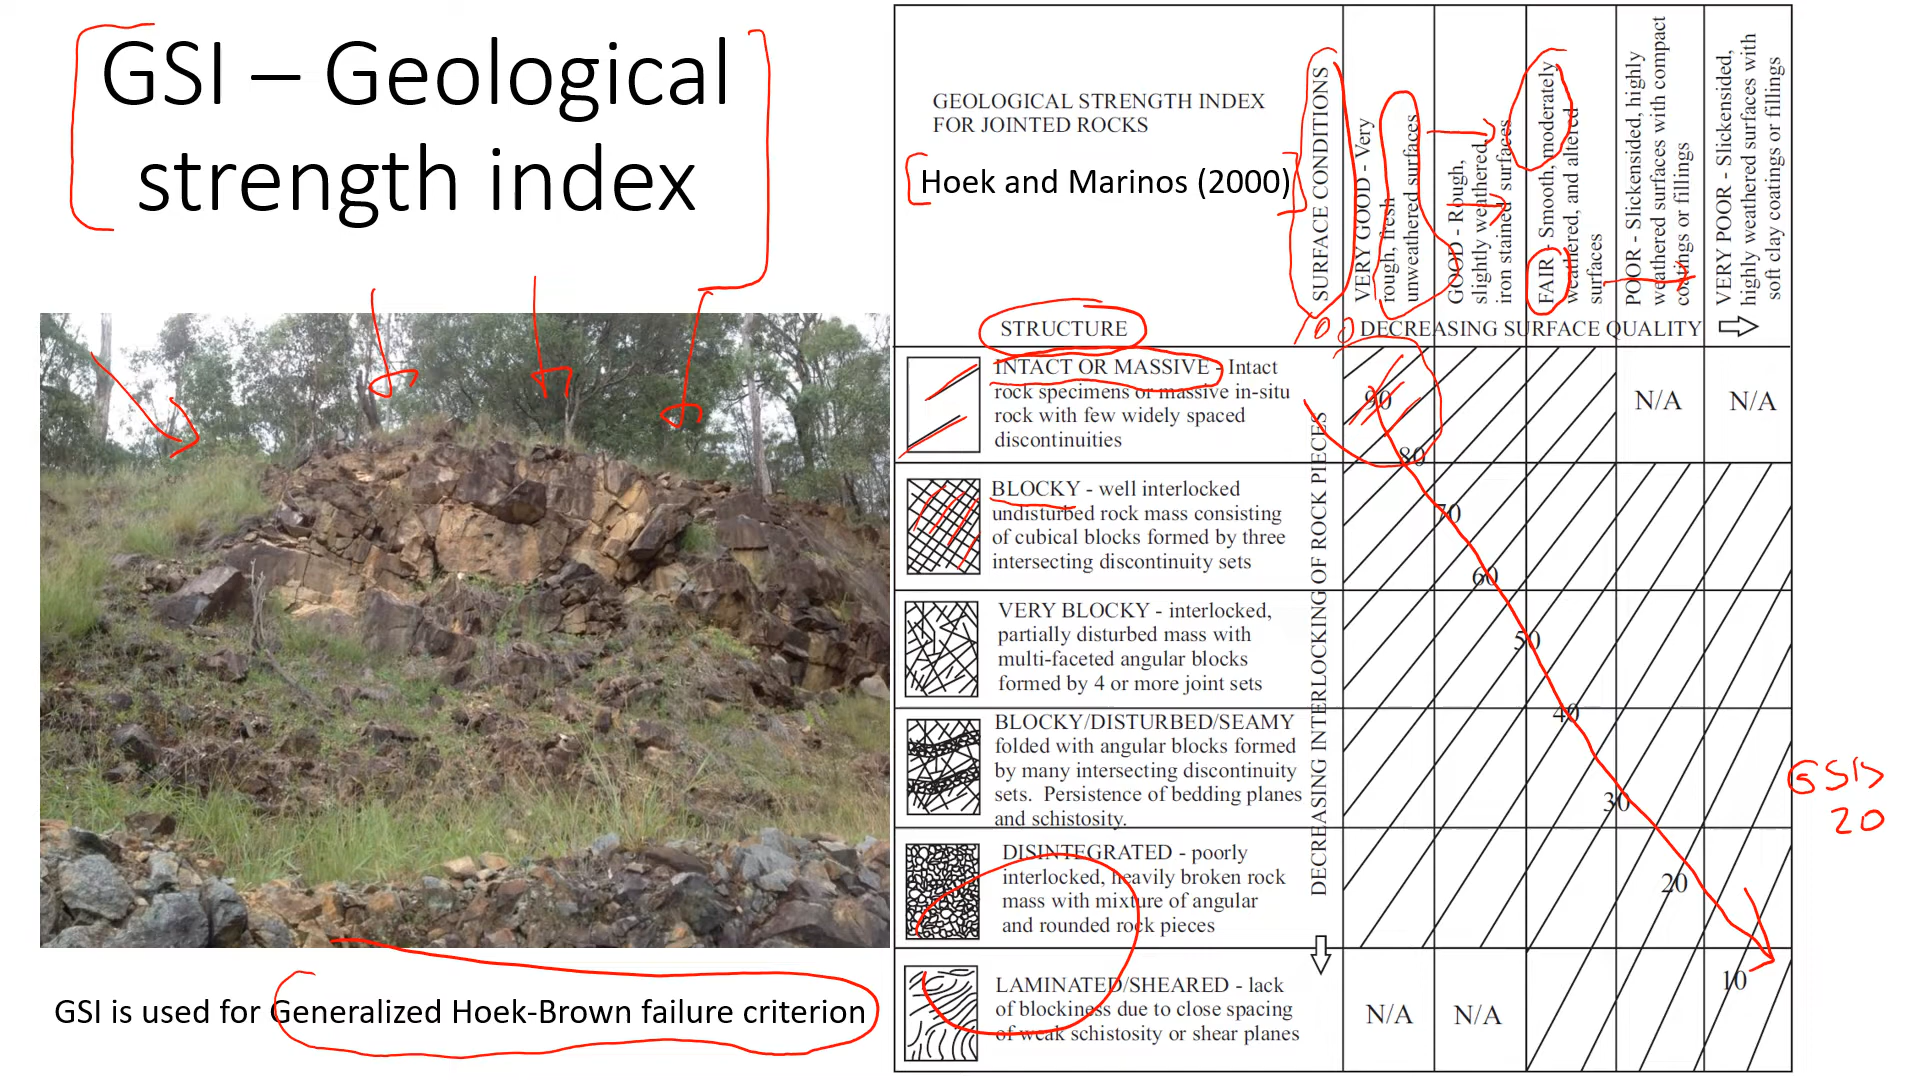 GSI – Geological
strength index
GSI is used for Generalized Hoek-Brown failure criterion
GEOLOGICAL STRENGTH INDEX
FOR JOINTED ROCKS
Hoek and Marinos (2000)
STRUCTURE
SURFACE CONDITIONS
VERY GOOD - Very
rough, fresh
unweathered surfaces
GOOD - Rough,
slightly weathered,
iron stained surfaces
FAIR - Smooth, moderately
weathered, and altered
surfaces
POOR - Slickensided, highly
weathered surfaces with compact
coatings or fillings
VERY POOR - Slickensided,
highly weathered surfaces with
soft clay coatings or fillings
100
DECREASING SURFACE QUALITY
DECREASING INTERLOCKING OF ROCK PIECES
INTACT OR MASSIVE - Intact
rock specimens or massive in-situ
rock with few widely spaced
discontinuities
BLOCKY - well interlocked
undisturbed rock mass consisting
of cubical blocks formed by three
intersecting discontinuity sets
VERY BLOCKY - interlocked,
partially disturbed mass with
multi-faceted angular blocks
formed by 4 or more joint sets
BLOCKY/DISTURBED/SEAMY
folded with angular blocks formed
by many intersecting discontinuity
sets. Persistence of bedding planes
and schistosity.
DISINTEGRATED - poorly
interlocked, heavily broken rock
mass with mixture of angular
and rounded rock pieces
LAMINATED/SHEARED - lack
of blockiness due to close spacing
of weak schistosity or shear planes
90
N/A
N/A
80
70
60
50
40
30
20
10
N/A
N/A
GSI>
20